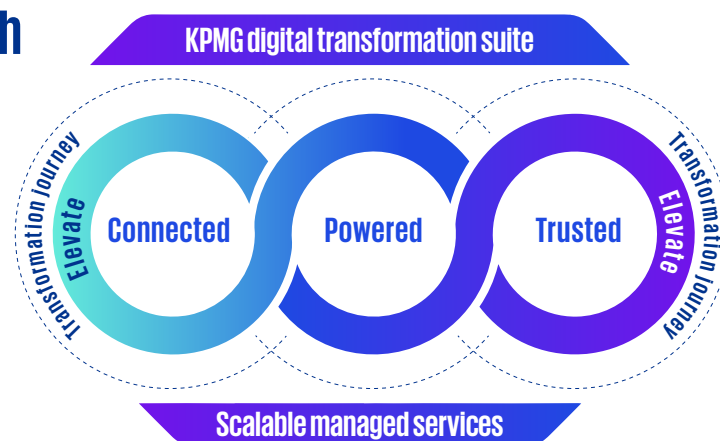 h
KPMG digital transformation suite
Transformation journey
Elevate
Connected
Powered
Trusted
Elevate
Transformation journey
Scalable managed services